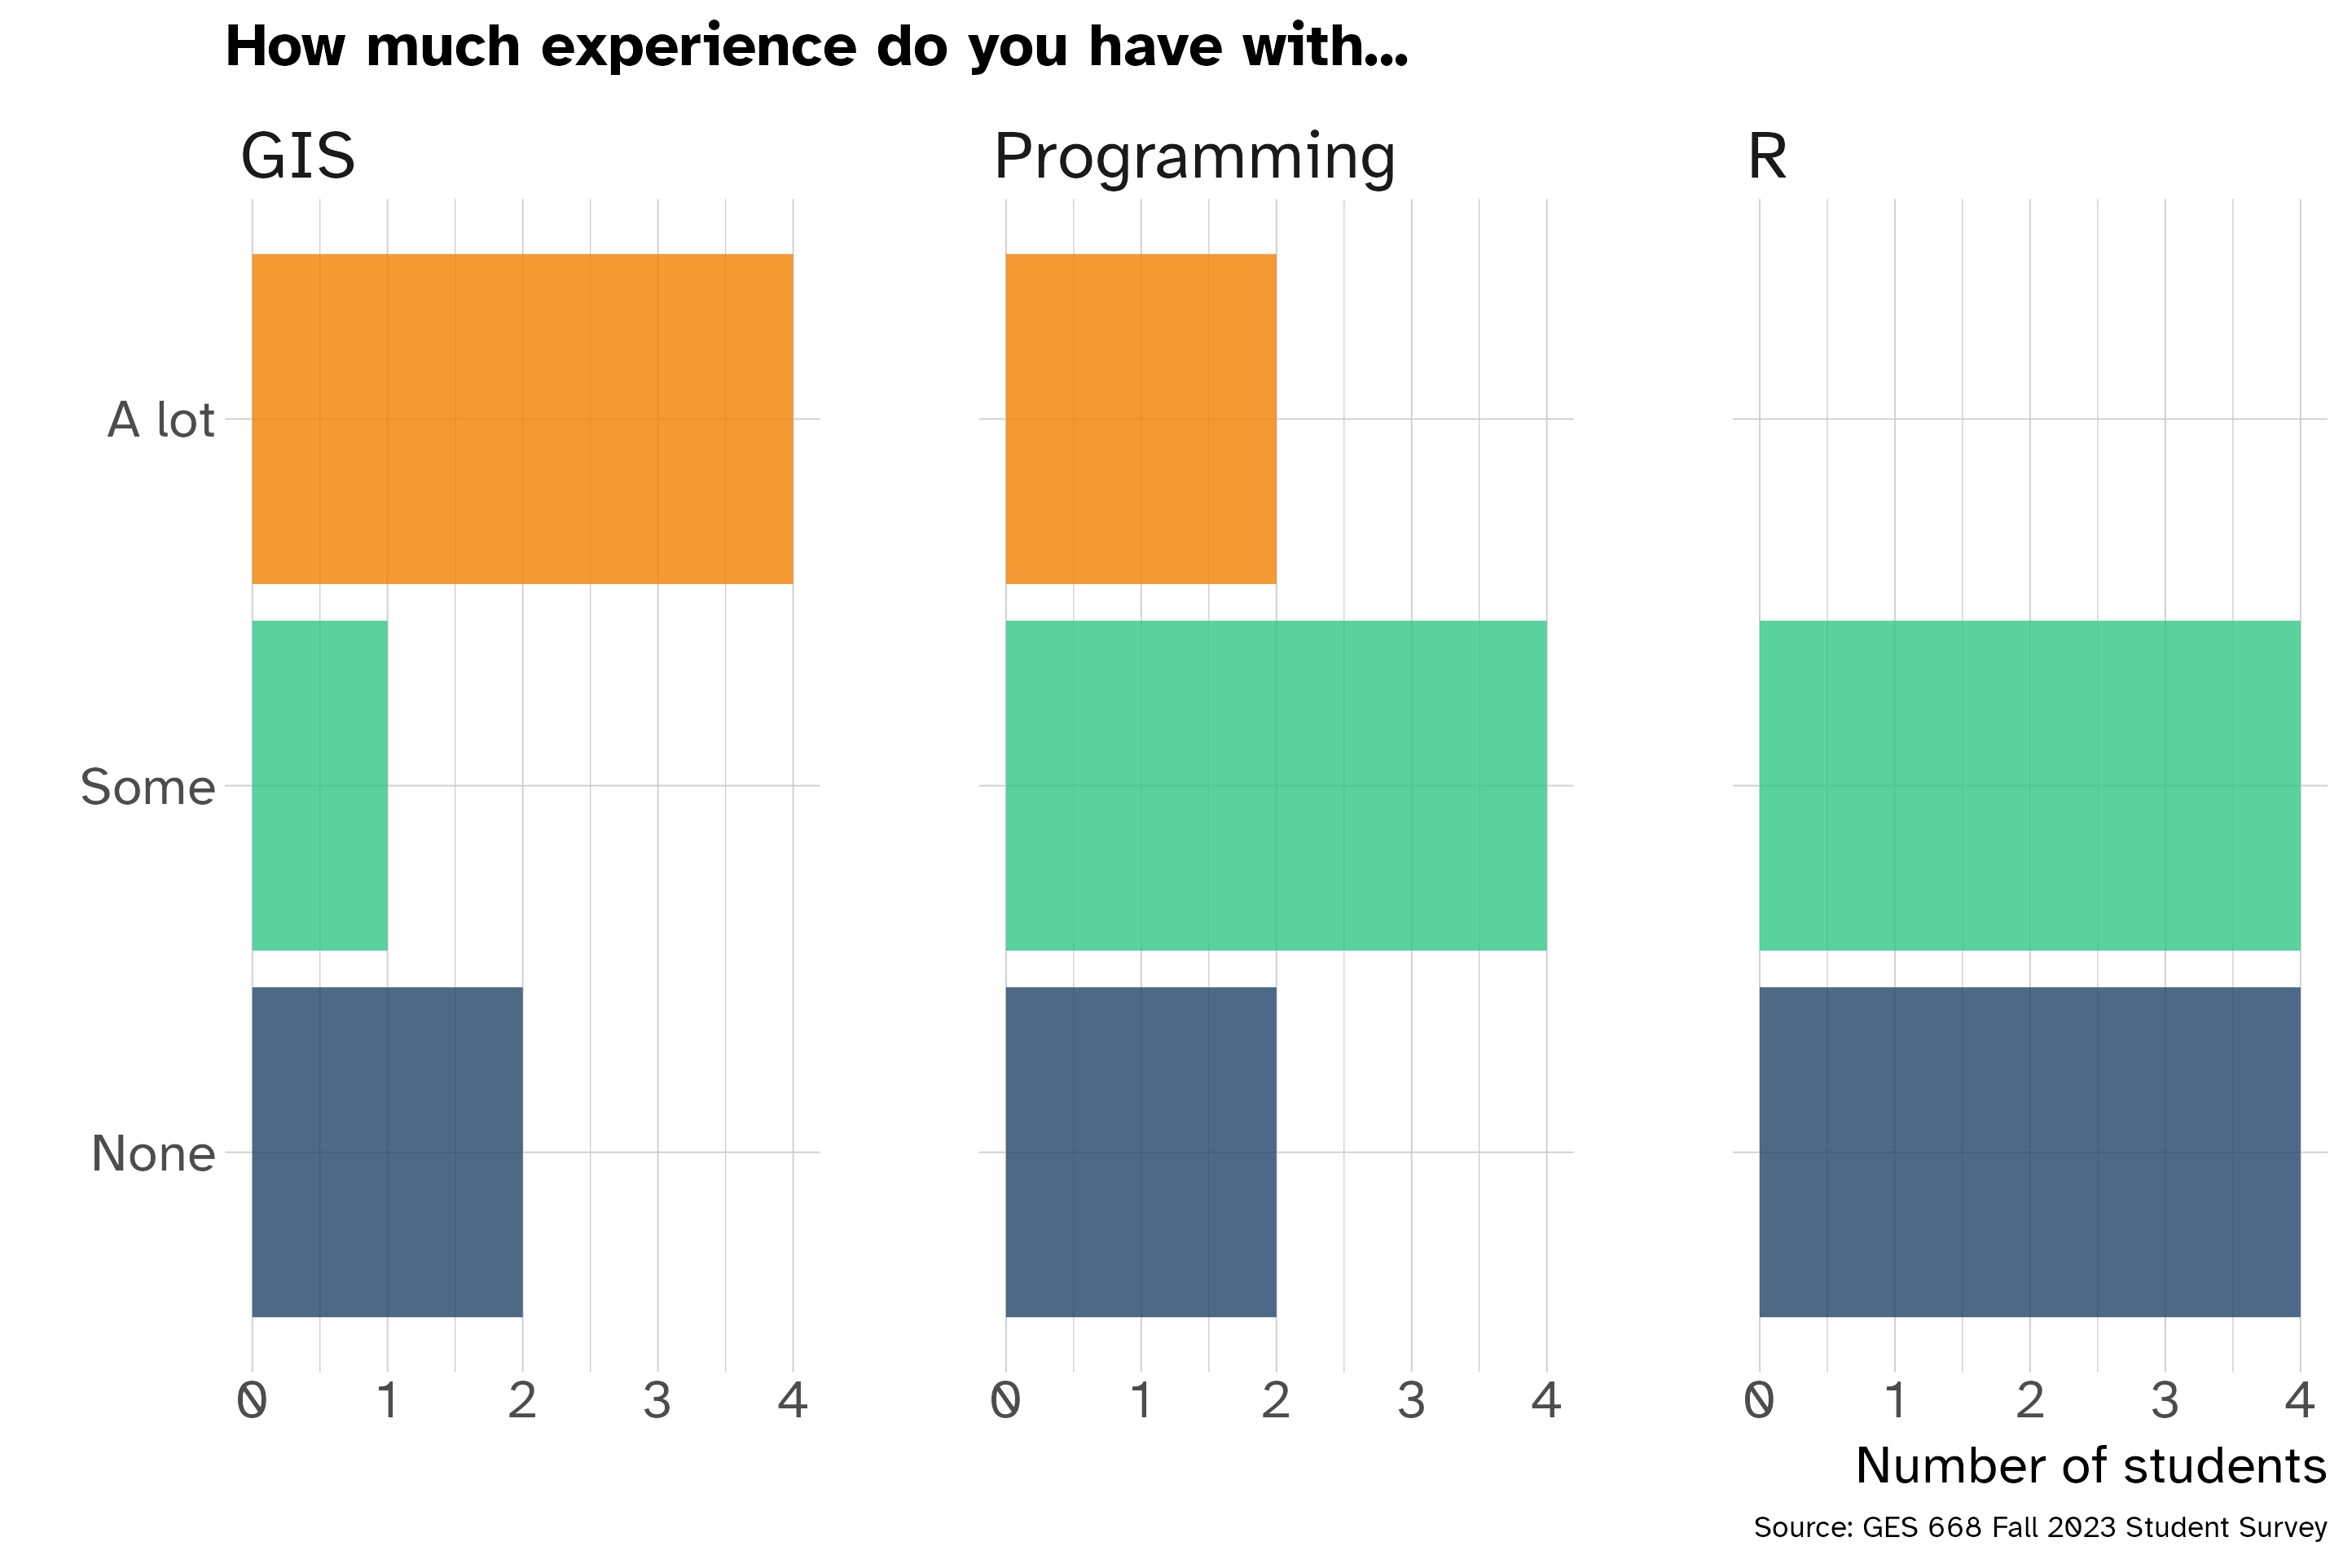 How much experience do you have with...
GIS Programming R
A lot
Some
None
0 1 2 3 4 0 1 2 3 4 0 1 2 3 4
Number of students
Source: GES 668 Fall 2023 Student Survey